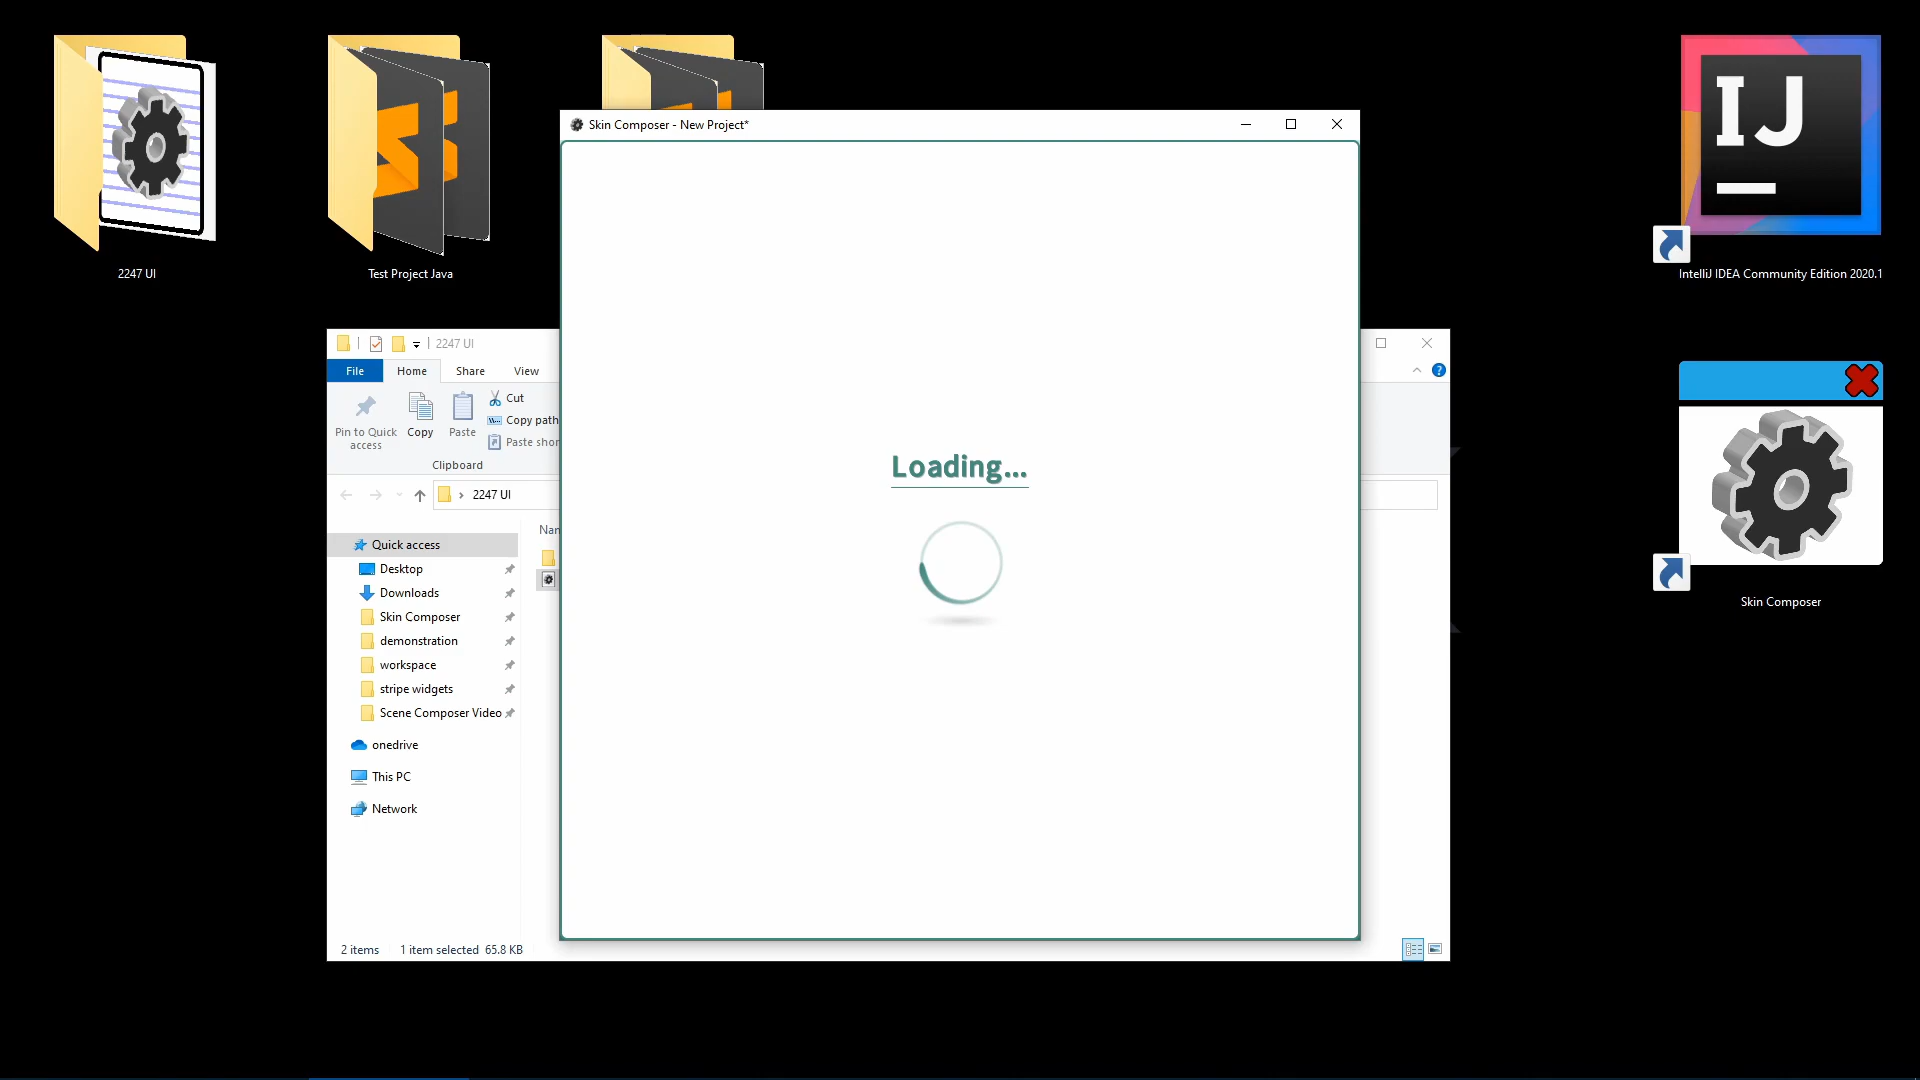 2247 UI
Test Project Java
IJ
IntelliJ IDEA Community Edition 2020.1
Skin Composer
Skin Composer - New Project*
Loading...
2247 UI
File
Home
Share
View
Pin to Quick
access
Copy
Paste
Cut
Copy path
Paste shor
Clipboard
2247 UI
Quick access
Desktop
Downloads
Skin Composer
demonstration
workspace
stripe widgets
Scene Composer Video
onedrive
This PC
Network
Nan
2 items
1 item selected 65.8 KB